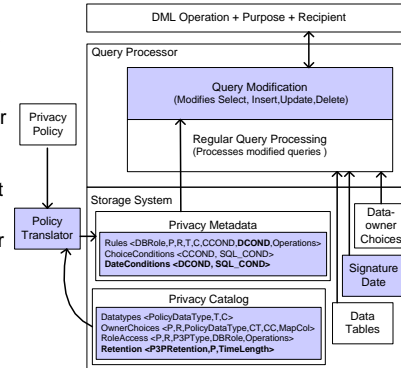 DML Operation + Purpose + Recipient
Query Processor
Query Modification
(Modifies Select, Insert,Update,Delete)
Regular Query Processing
(Processes modified queries )
Privacy
Policy
Policy
Translator
Storage System
Privacy Metadata
Rules <DBRole,P,R,T,C,CCOND,DCOND,Operations>
ChoiceConditions <CCOND, SQL_COND>
DateConditions <DCOND, SQL_COND>
Privacy Catalog
Datatypes <PolicyDataType,T,C>
OwnerChoices <P,R,PolicyDataType,CT,CC,MapCol>
RoleAccess <P,R,P3PType,DBRole,Operations>
Retention <P3PRetention,P,TimeLength>
Data-
owner
Choices
Signature
Date
Data
Tables